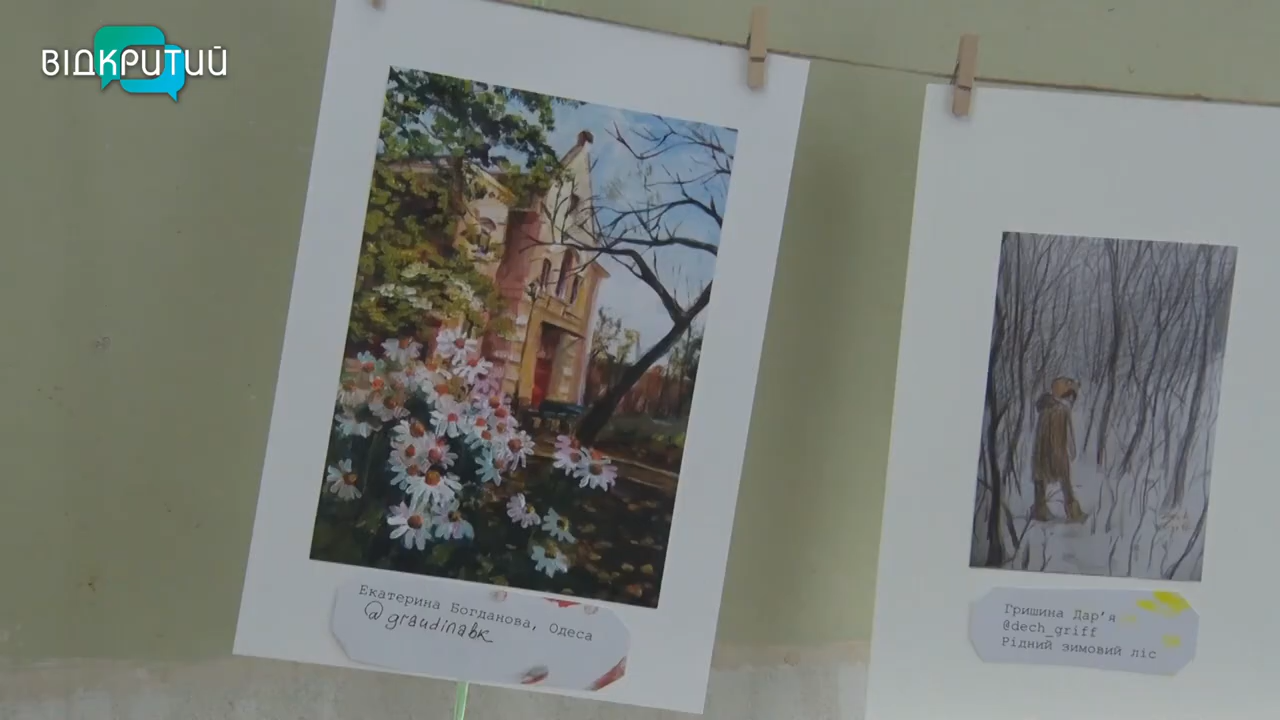 ВІДКРИТИЙ
Екатерина Богданова, Одеса
@graudinabk
Гришина Дар’я
@dech_griff
Рідний зимовий ліс